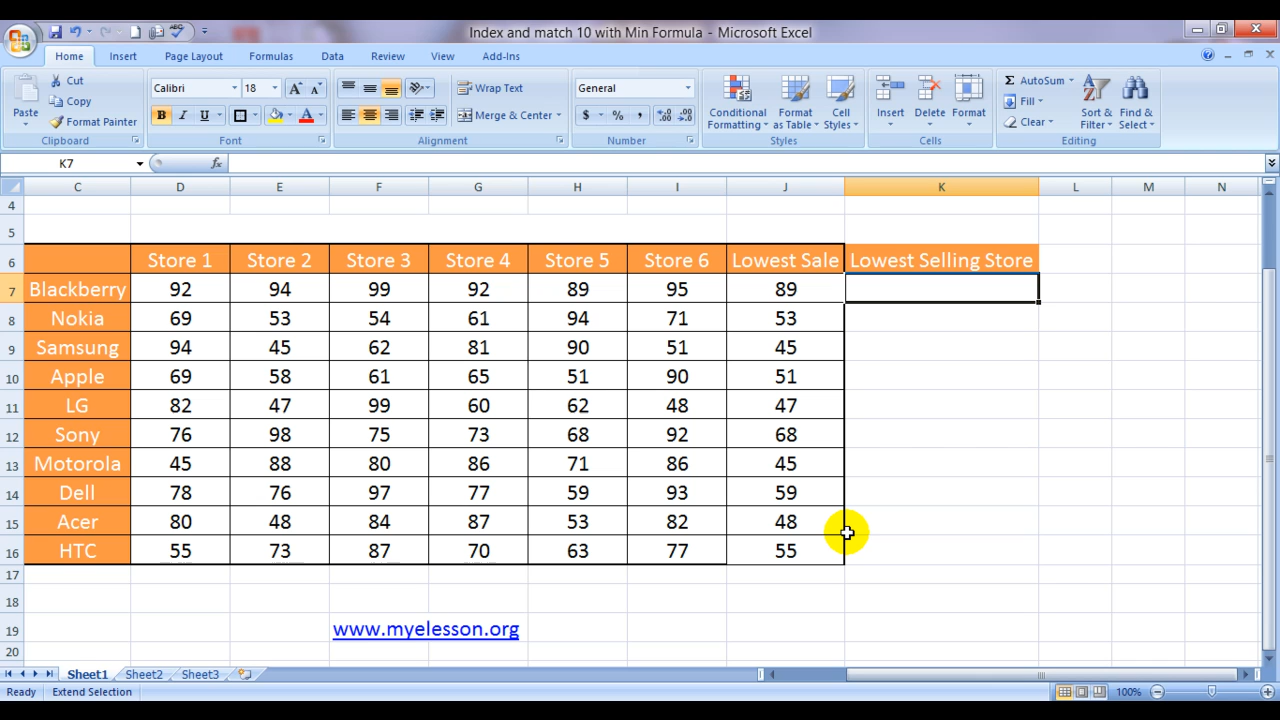 Index and match 10 with Min Formula - Microsoft Excel
Home Insert Page Layout Formulas Data Review View Add-Ins
Paste
Cut
Copy
Format Painter
Clipboard
Calibri 18
B I U
Font
Wrap Text
Merge & Center
Alignment
General
$ % ,
Number
Conditional Formatting
Format as Table
Cell Styles
Styles
Insert Delete Format
Cells
AutoSum
Fill
Clear
Sort & Filter
Find & Select
Editing
K7 fx
C D E F G H I J K L M N
4
5
6 Store 1 Store 2 Store 3 Store 4 Store 5 Store 6 Lowest Sale Lowest Selling Store
7 Blackberry 92 94 99 92 89 95 89
8 Nokia 69 53 54 61 94 71 53
9 Samsung 94 45 62 81 90 51 45
10 Apple 69 58 61 65 51 90 51
11 LG 82 47 99 60 62 48 47
12 Sony 76 98 75 73 68 92 68
13 Motorola 45 88 80 86 71 86 45
14 Dell 78 76 97 77 59 93 59
15 Acer 80 48 84 87 53 82 48
16 HTC 55 73 87 70 63 77 55
17
18
19 www.myelesson.org
20
Sheet1 Sheet2 Sheet3
Ready Extend Selection 100%